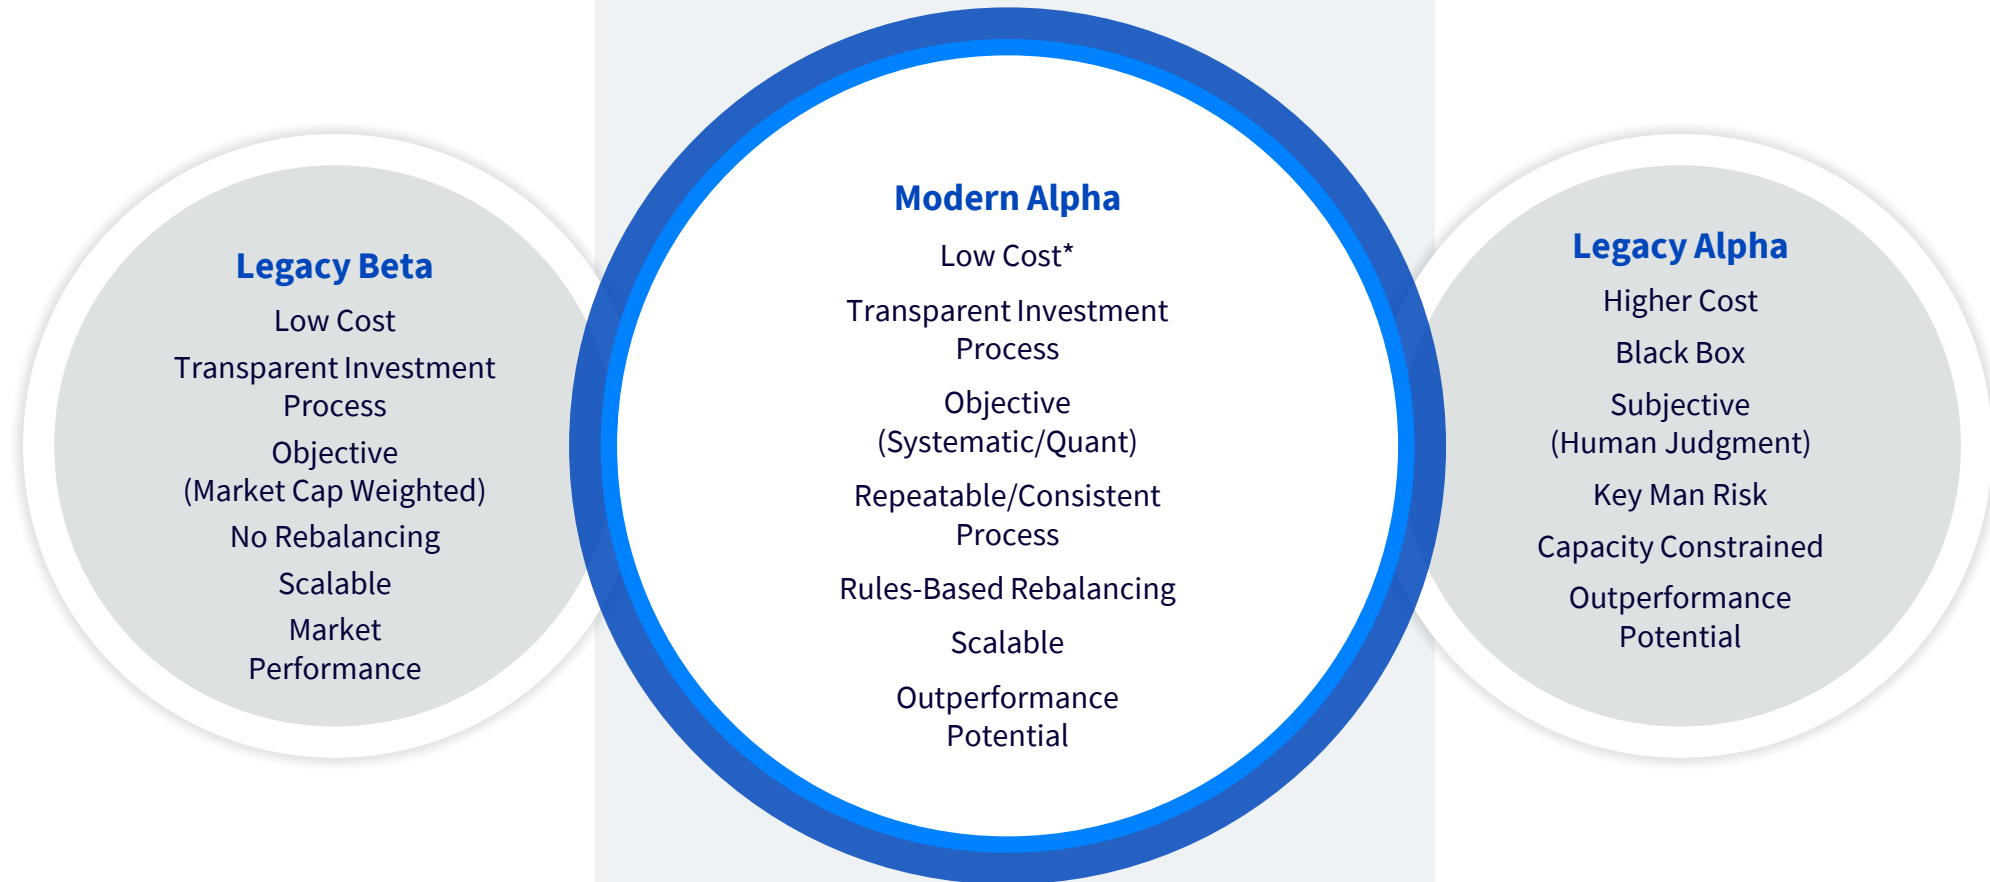 Legacy Beta
Low Cost
Transparent Investment
Process
Objective
(Market Cap Weighted)
No Rebalancing
Scalable
Market
Performance
Modern Alpha
Low Cost*
Transparent Investment
Process
Objective
(Systematic/Quant)
Repeatable/Consistent
Process
Rules-Based Rebalancing
Scalable
Outperformance
Potential
Legacy Alpha
Higher Cost
Black Box
Subjective
(Human Judgment)
Key Man Risk
Capacity Constrained
Outperformance
Potential